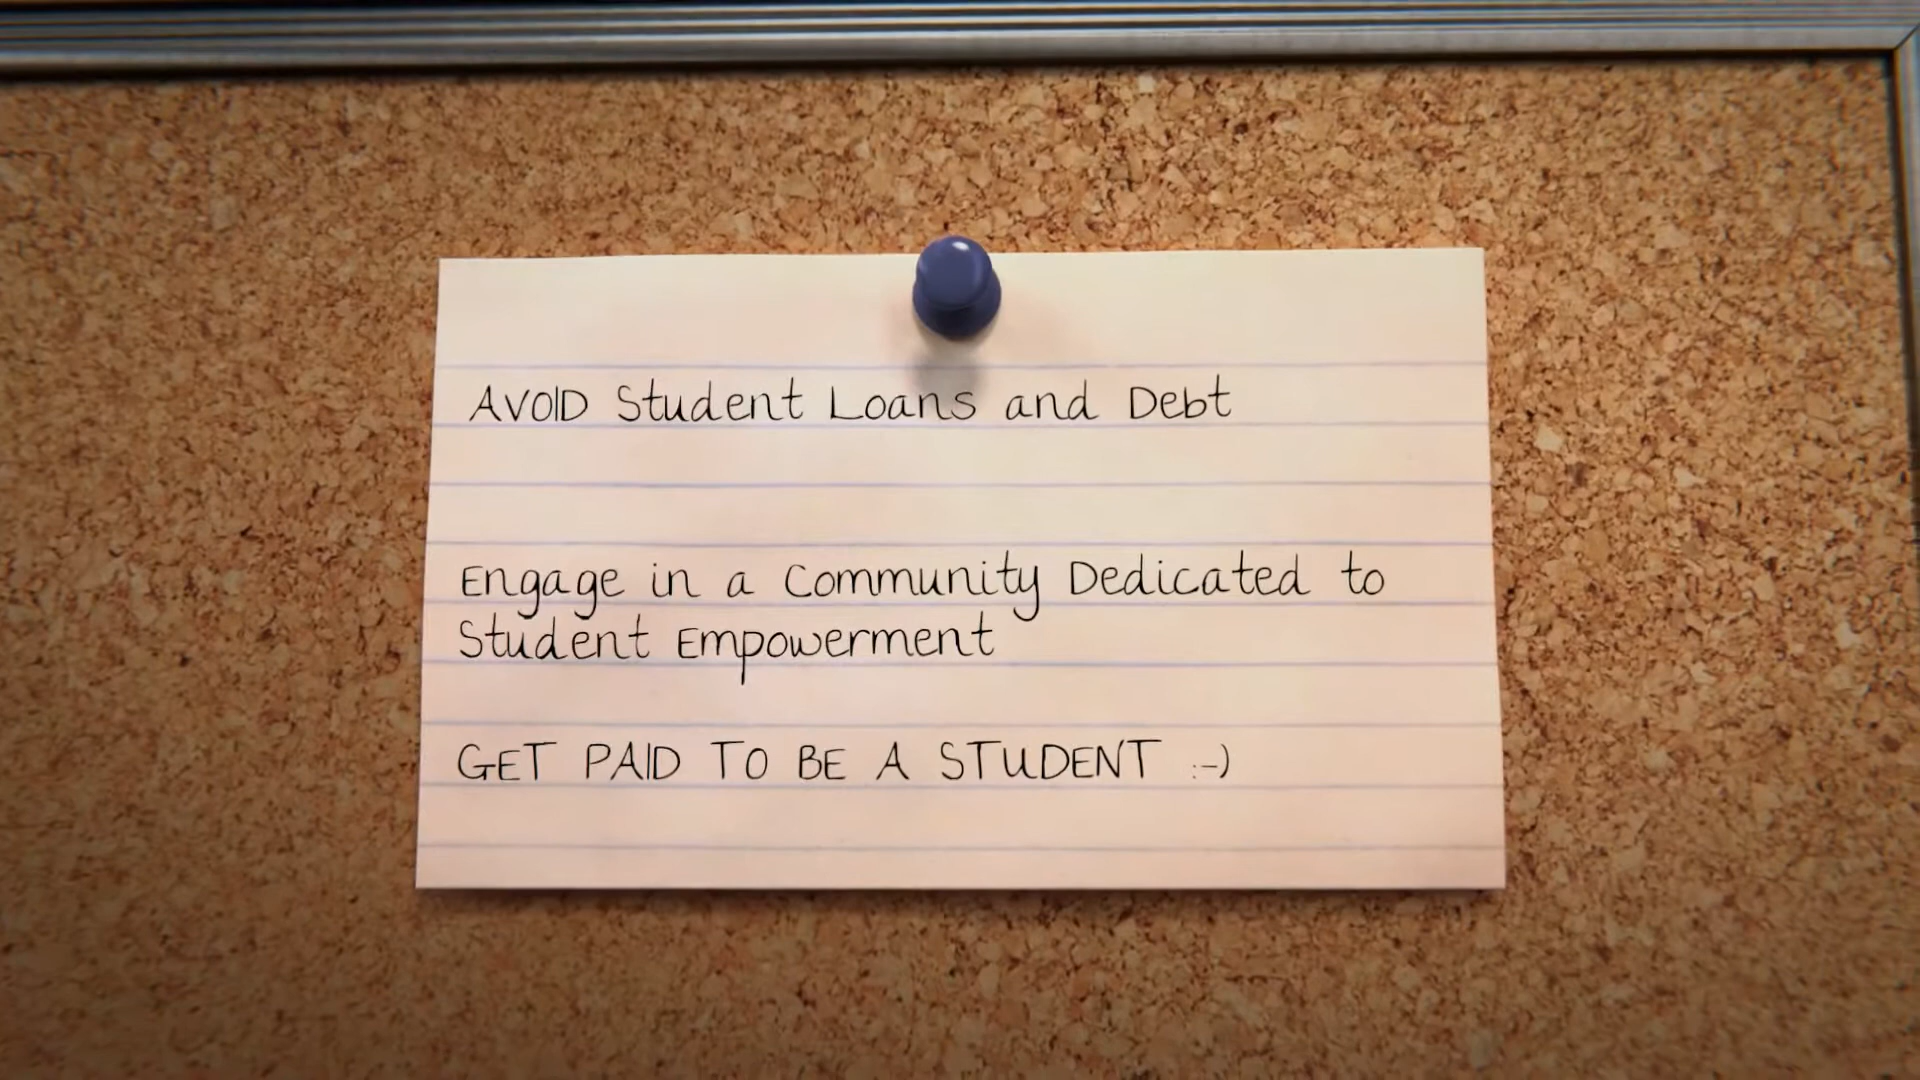 AVOID Student Loans and Debt
Engage in a Community Dedicated to
Student Empowerment
GET PAID TO BE A STUDENT :-)